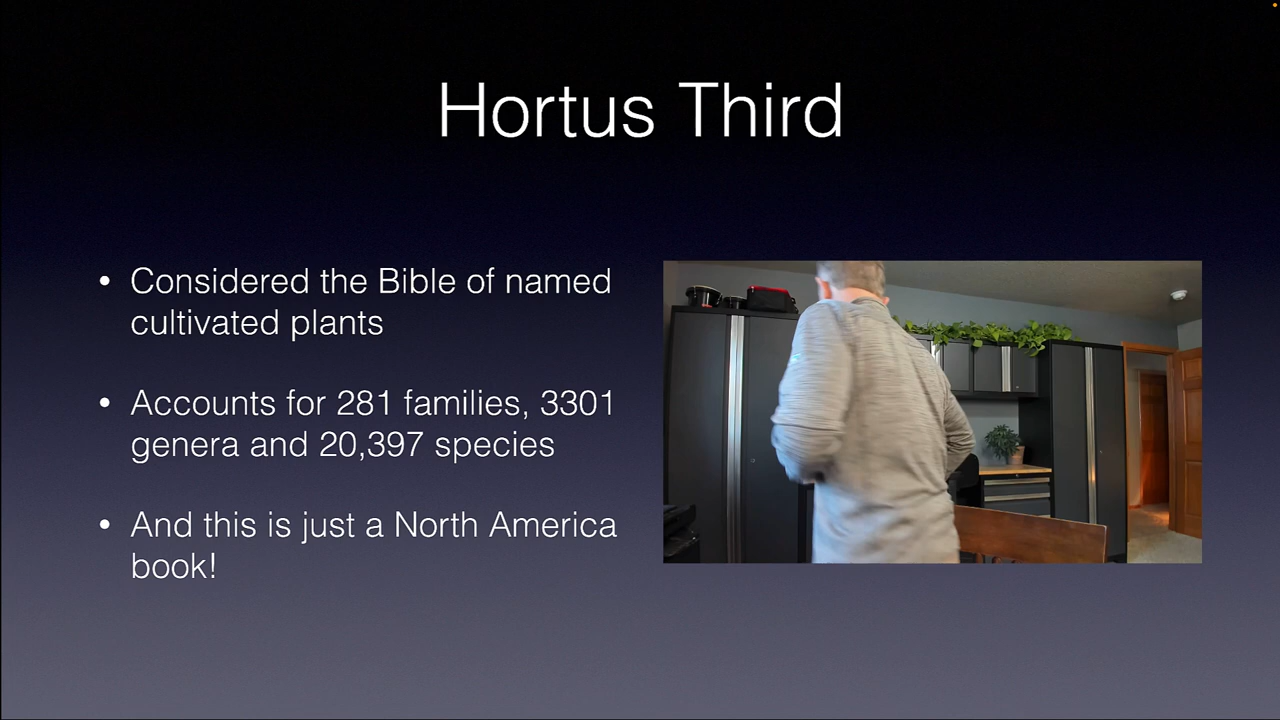 Hortus Third
• Considered the Bible of named
cultivated plants
• Accounts for 281 families, 3301
genera and 20,397 species
• And this is just a North America
book!